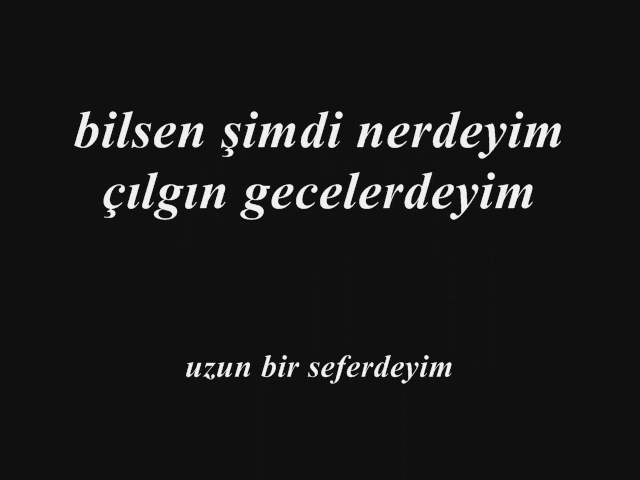 bilsen şimdi nerdeyim
çılgın gecelerdeyim
uzun bir seferdeyim